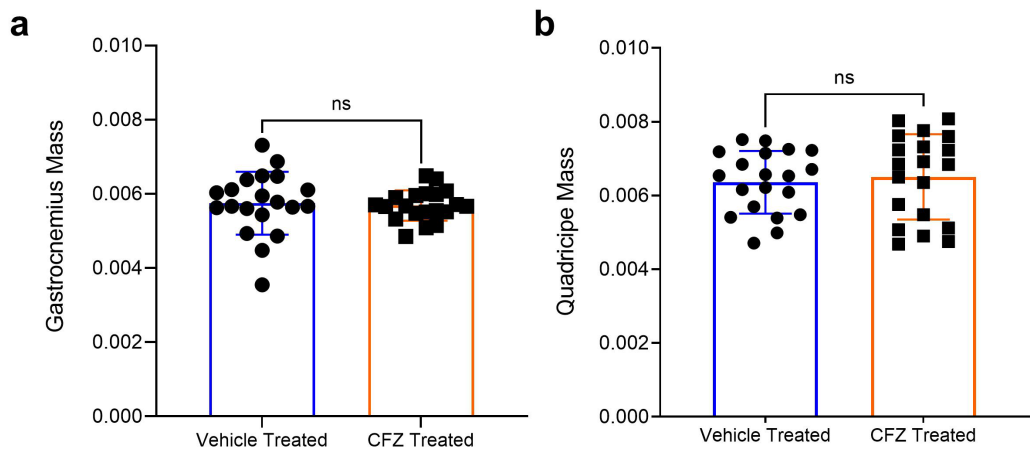 a
Gastrocnemius Mass
0.010
0.008
0.006
0.004
0.002
0.000
ns
Vehicle Treated
CFZ Treated
b
Quadricipe Mass
0.010
0.008
0.006
0.004
0.002
0.000
ns
Vehicle Treated
CFZ Treated